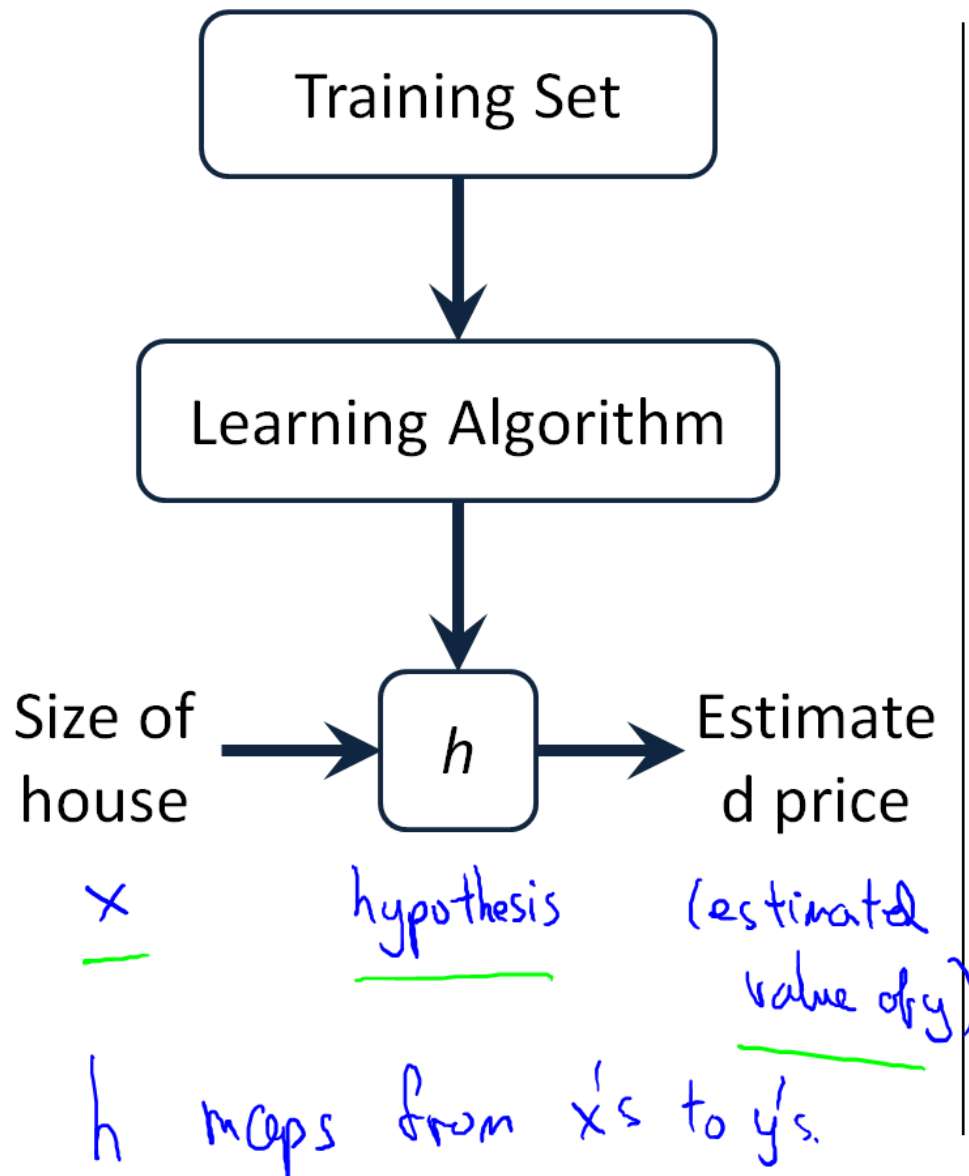 Training Set
Learning Algorithm
Size of
house
h
Estimate
d price
x
hypothesis
(estimated
value of y)
h maps from x's to y's.